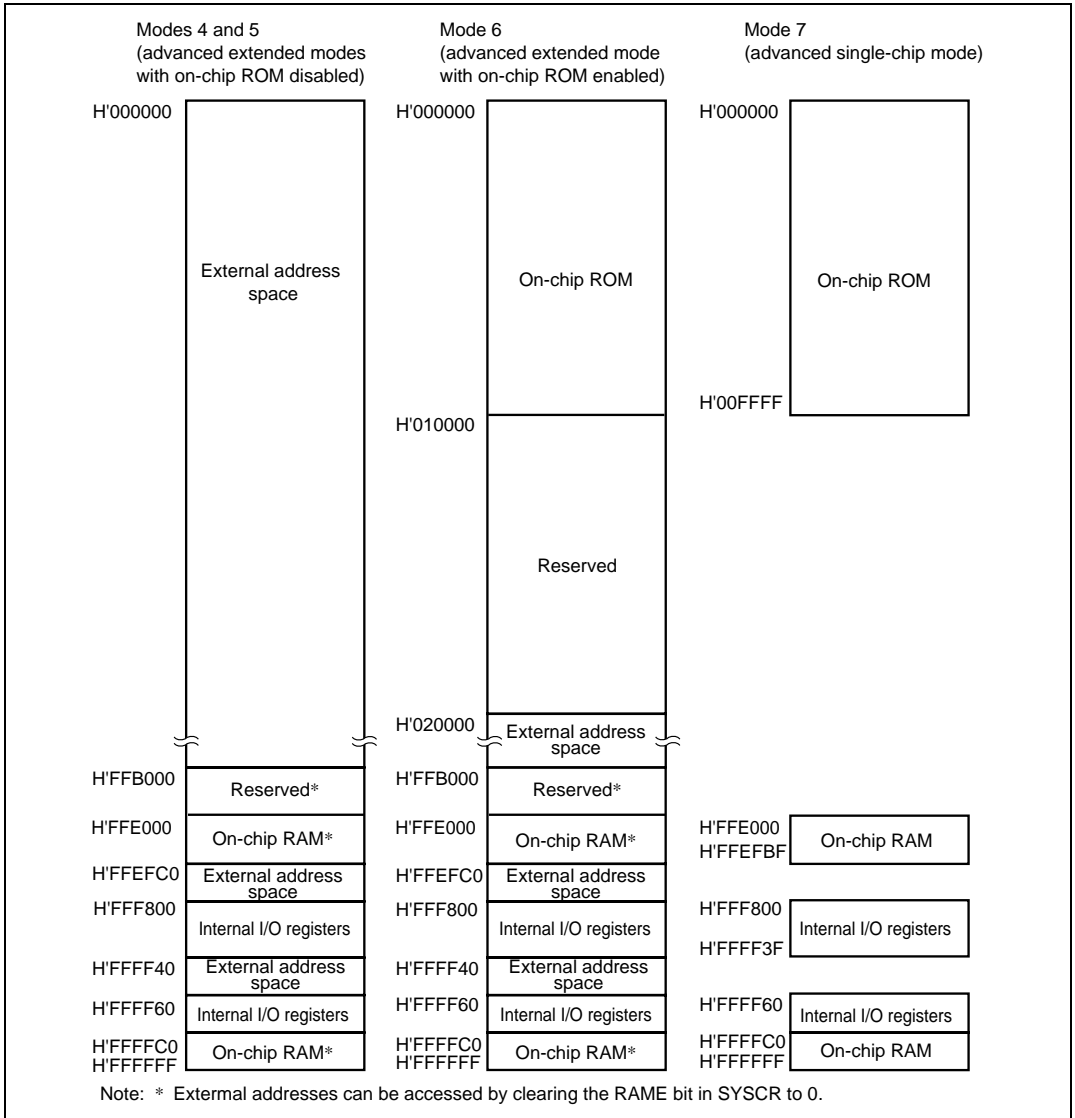 Modes 4 and 5
(advanced extended modes
with on-chip ROM disabled)
H'000000
External address
space
H'FFB000
Reserved*
H'FFE000
On-chip RAM*
H'FFEFC0
External address
space
H'FFF800
Internal I/O registers
H'FFFF40
External address
space
H'FFFF60
Internal I/O registers
H'FFFFC0
On-chip RAM*
H'FFFFFF
Mode 6
(advanced extended mode
with on-chip ROM enabled)
H'000000
On-chip ROM
H'010000
Reserved
H'020000
External address
space
H'FFB000
Reserved*
H'FFE000
On-chip RAM*
H'FFEFC0
External address
space
H'FFF800
Internal I/O registers
H'FFFF40
External address
space
H'FFFF60
Internal I/O registers
H'FFFFC0
On-chip RAM*
H'FFFFFF
Mode 7
(advanced single-chip mode)
H'000000
On-chip ROM
H'00FFFF
H'FFE000
On-chip RAM
H'FFEFBF
H'FFF800
Internal I/O registers
H'FFFF3F
H'FFFF60
Internal I/O registers
H'FFFFC0
On-chip RAM
H'FFFFFF
Note: * Extermal addresses can be accessed by clearing the RAME bit in SYSCR to 0.